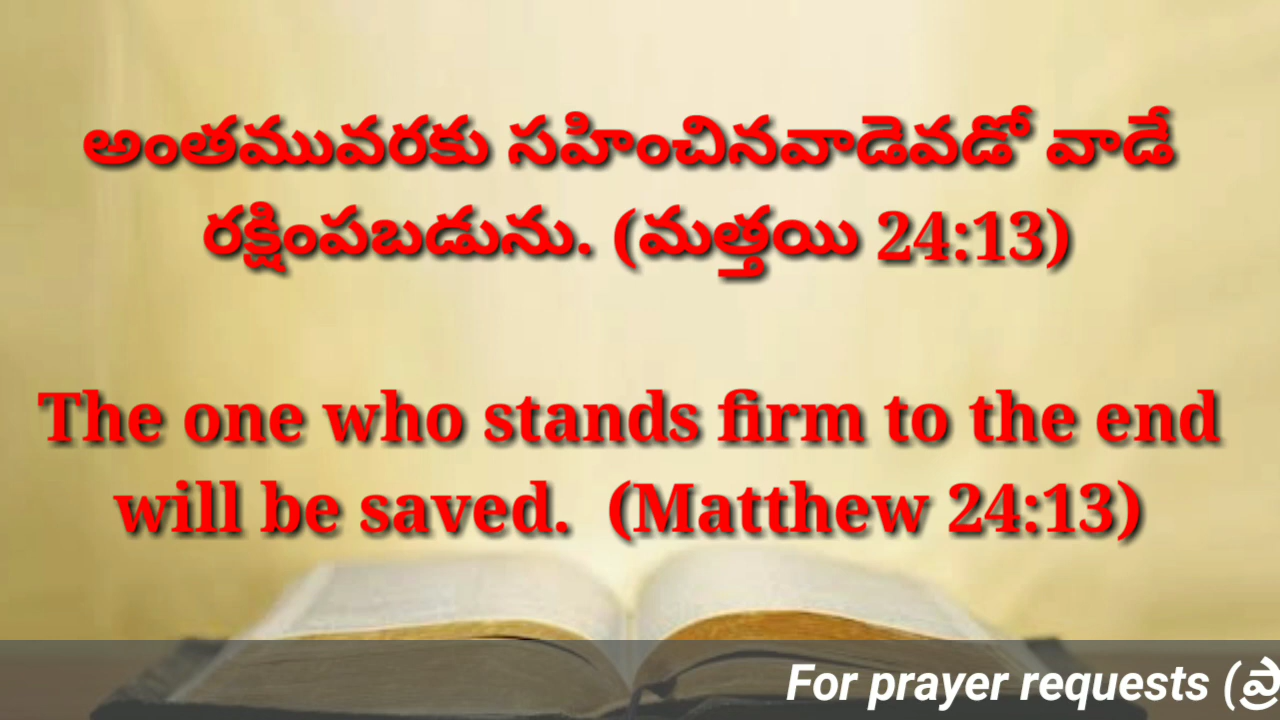 అంతమువరకు సహించినవాడెవడో వాడే
రక్షింపబడును. (మత్తయి 24:13)
The one who stands firm to the end
will be saved. (Matthew 24:13)
For prayer requests (